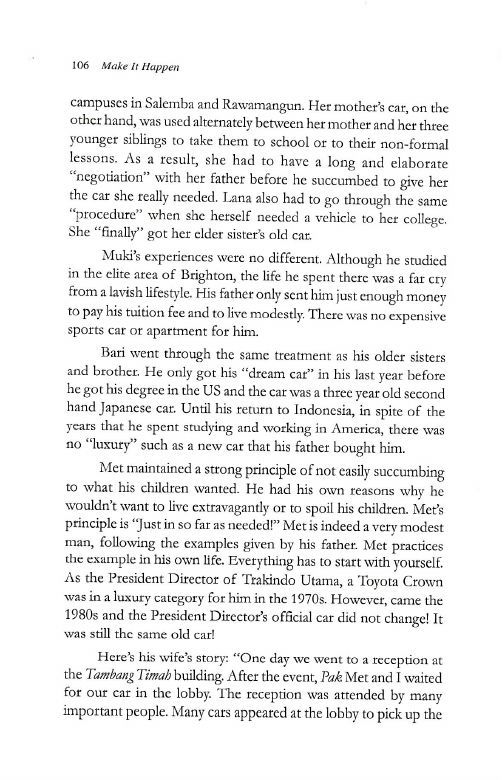 106 Make It Happen
campuses in Salemba and Rawamangun. Her mother's car, on the
other hand, was used alternately between her mother and her three
younger siblings to take them to school or to their non-formal
lessons. As a result, she had to have a long and elaborate
"negotiation" with her father before he succumbed to give her
the car she really needed. Lana also had to go through the same
"procedure" when she herself needed a vehicle to her college.
She "finally" got her elder sister's old car.
Muki's experiences were no different. Although he studied
in the elite area of Brighton, the life he spent there was a far cry
from a lavish lifestyle. His father only sent him just enough money
to pay his tuition fee and to live modestly. There was no expensive
sports car or apartment for him.
Bari went through the same treatment as his older sisters
and brother. He only got his "dream car" in his last year before
he got his degree in the US and the car was a three year old second
hand Japanese car. Until his return to Indonesia, in spite of the
years that he spent studying and working in America, there was
no "luxury" such as a new car that his father bought him.
Met maintained a strong principle of not easily succumbing
to what his children wanted. He had his own reasons why he
wouldn't want to live extravagantly or to spoil his children. Met's
principle is "Just in so far as needed!" Met is indeed a very modest
man, following the examples given by his father. Met practices
the example in his own life. Everything has to start with yourself.
As the President Director of Trakindo Utama, a Toyota Crown
was in a luxury category for him in the 1970s. However, came the
1980s and the President Director's official car did not change! It
was still the same old car!
Here's his wife's story: "One day we went to a reception at
the Tambang Timah building. After the event, Pak Met and I waited
for our car in the lobby. The reception was attended by many
important people. Many cars appeared at the lobby to pick up the